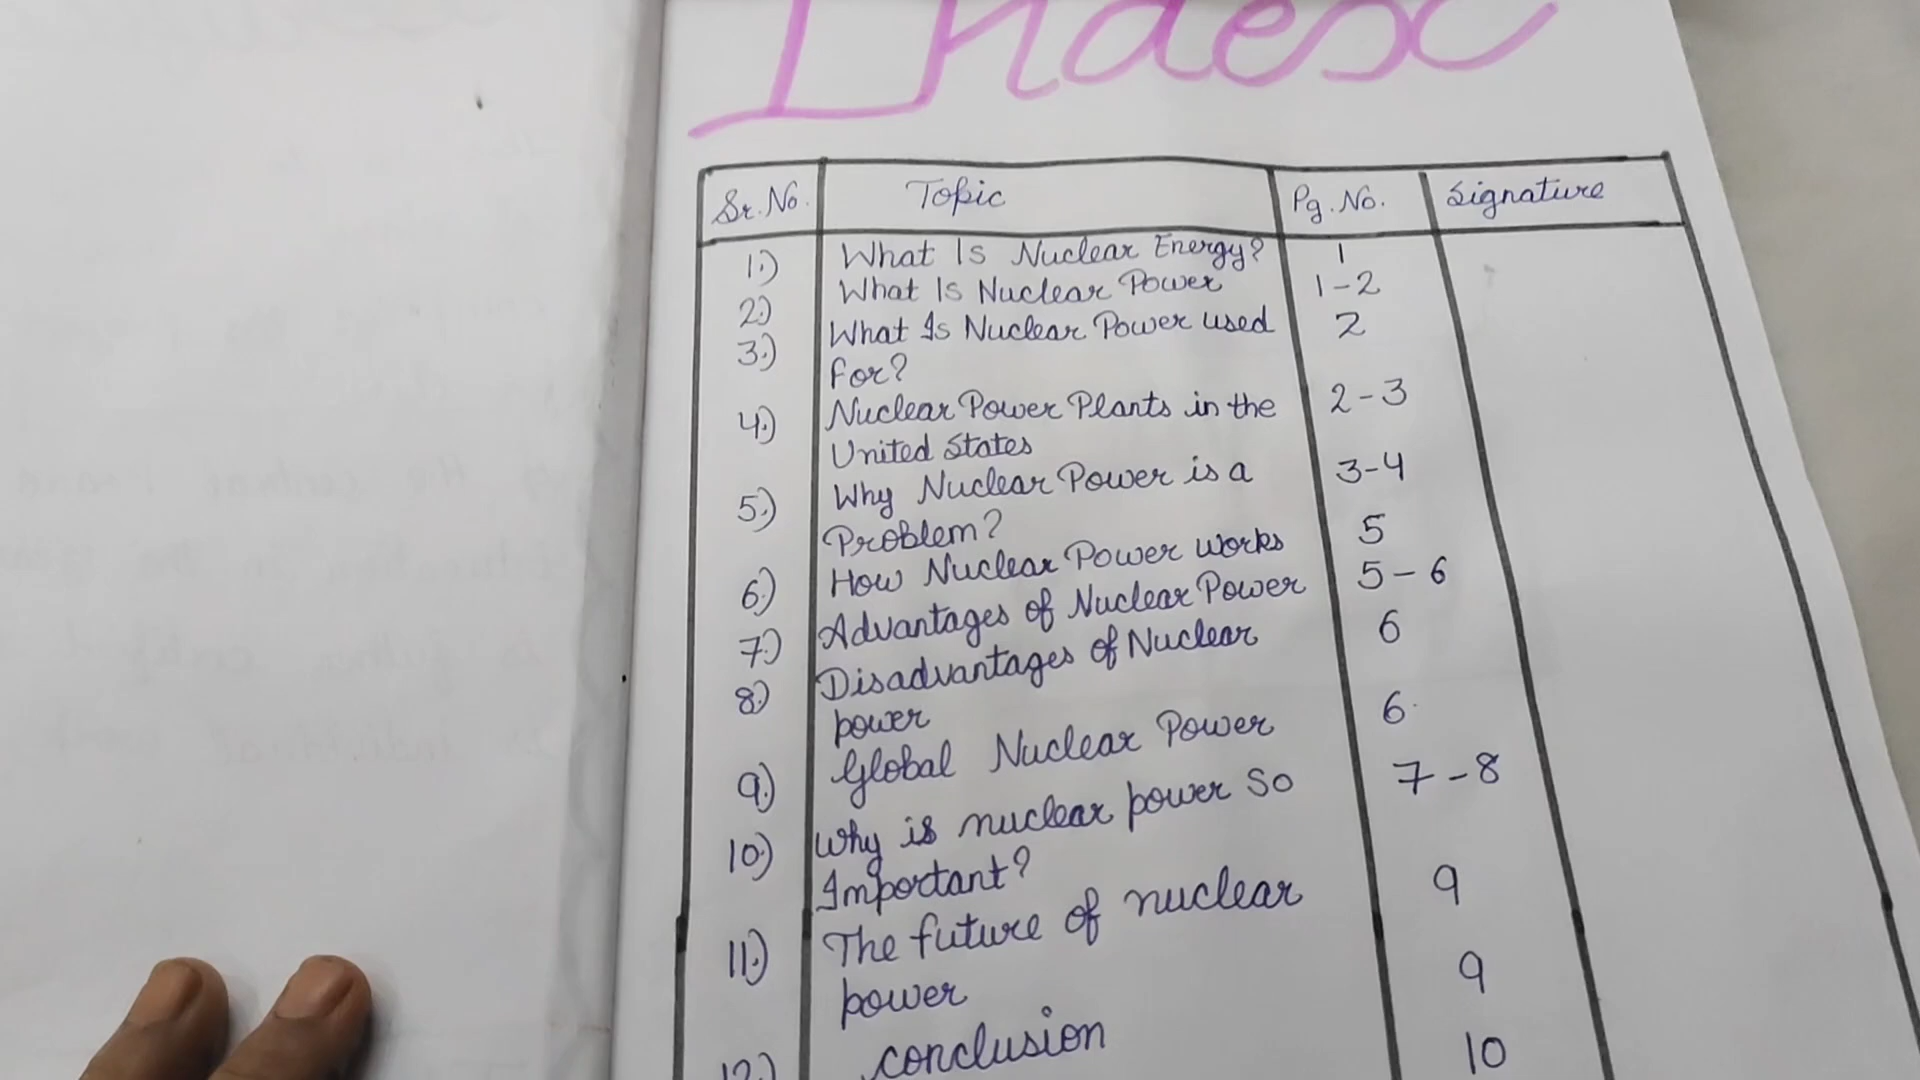 Index
Sr. No. Topic Pg. No. Signature
1.) What Is Nuclear Energy? 1
2.) What Is Nuclear Power 1-2
3.) What Is Nuclear Power used 2
for?
4.) Nuclear Power Plants in the 2-3
United States
5.) Why Nuclear Power is a 3-4
Problem?
6.) How Nuclear Power works 5
7.) Advantages of Nuclear Power 5-6
8.) Disadvantages of Nuclear 6
power
9.) Global Nuclear Power 6
10.) Why is nuclear power so 7-8
Important?
11.) The future of nuclear 9
power 9
12.) conclusion 10